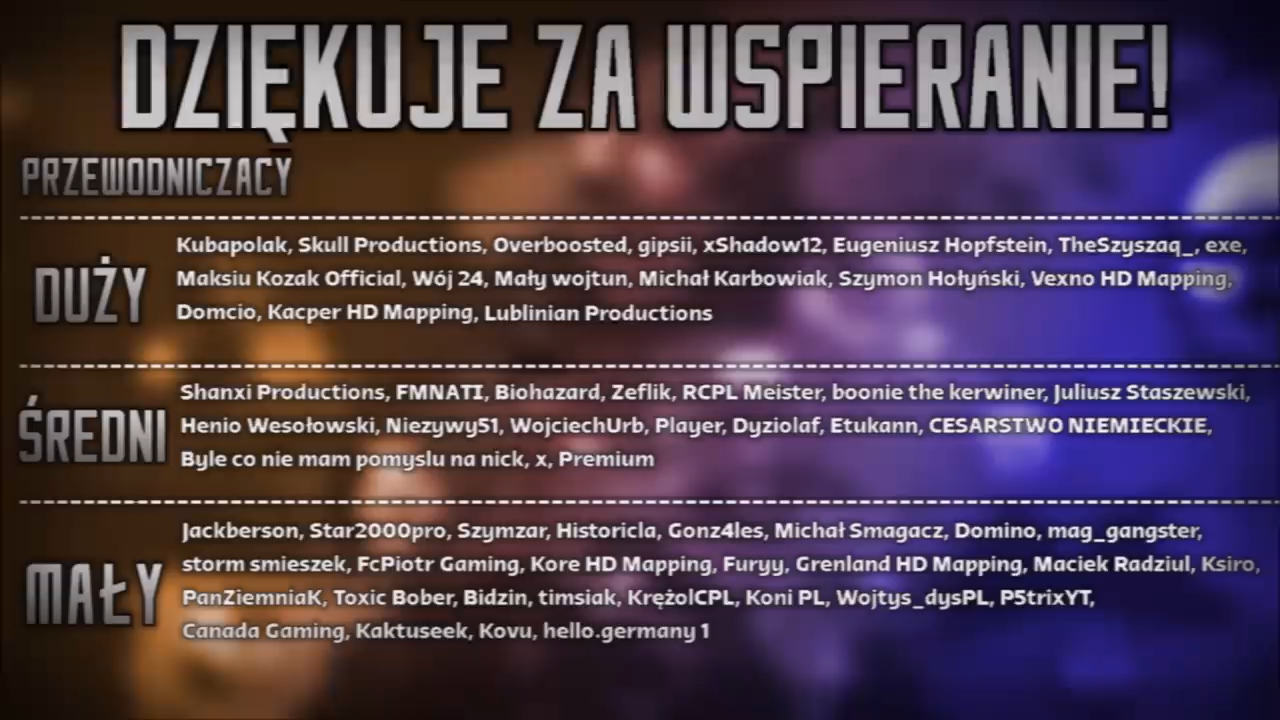 DZIĘKUJE ZA WSPIERANIE!
PRZEWODNICZACY
DUŻY
Kubapolak, Skull Productions, Overboosted, gipsii, xShadow12, Eugeniusz Hopfstein, TheSzyszaq_, exe,
Maksiu Kozak Official, Wój 24, Mały wojtun, Michał Karbowiak, Szymon Hołyński, Vexno HD Mapping,
Domcio, Kacper HD Mapping, Lublinian Productions
ŚREDNI
Shanxi Productions, FMNATI, Biohazard, Zeflik, RCPL Meister, boonie the kerwiner, Juliusz Staszewski,
Henio Wesołowski, Niezywy51, WojciechUrb, Player, Dyziolaf, Etukann, CESARSTWO NIEMIECKIE,
Byle co nie mam pomyslu na nick, x, Premium
MAŁY
Jackberson, Star2000pro, Szymzar, Historicla, Gonz4les, Michał Smagacz, Domino, mag_gangster,
storm smieszek, FcPiotr Gaming, Kore HD Mapping, Furyy, Grenland HD Mapping, Maciek Radziul, Ksiro,
PanZiemniaK, Toxic Bober, Bidzin, timsiak, KrężolCPL, Koni PL, Wojtys_dysPL, P5trixYT,
Canada Gaming, Kaktuseek, Kovu, hello.germany 1